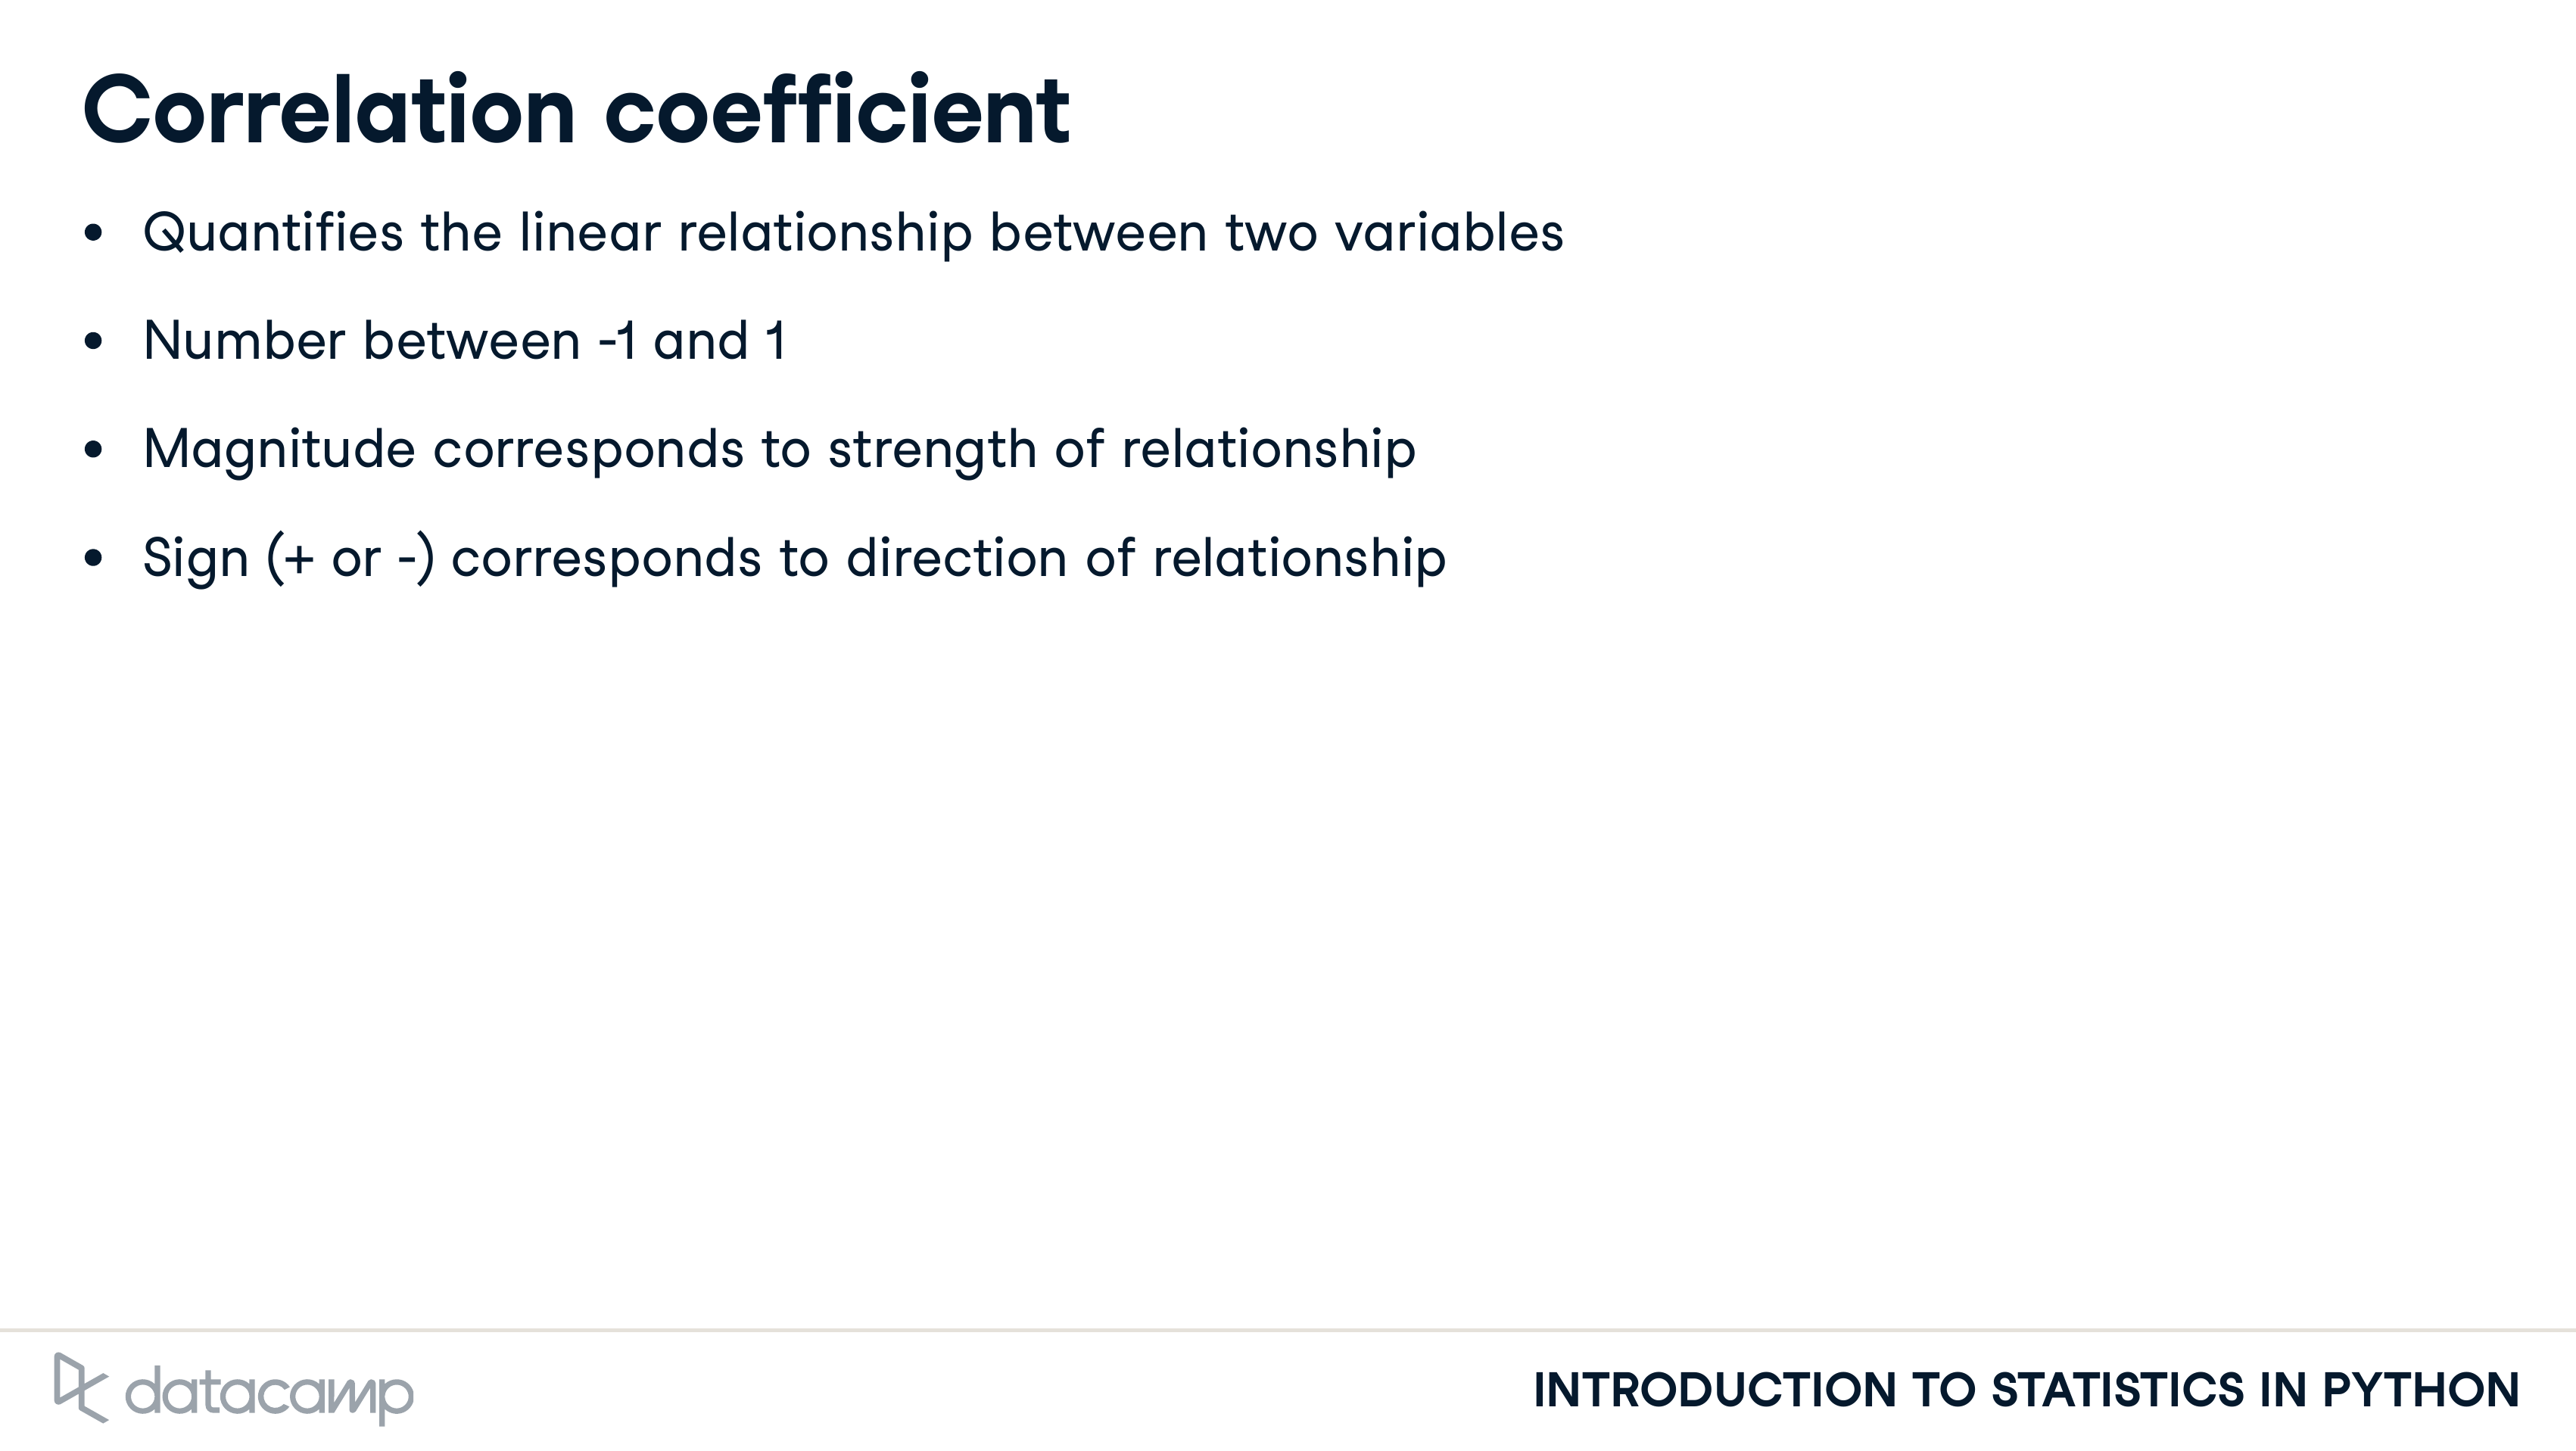 Correlation coefficient
• Quantifies the linear relationship between two variables
• Number between -1 and 1
• Magnitude corresponds to strength of relationship
• Sign (+ or -) corresponds to direction of relationship
datacamp
INTRODUCTION TO STATISTICS IN PYTHON